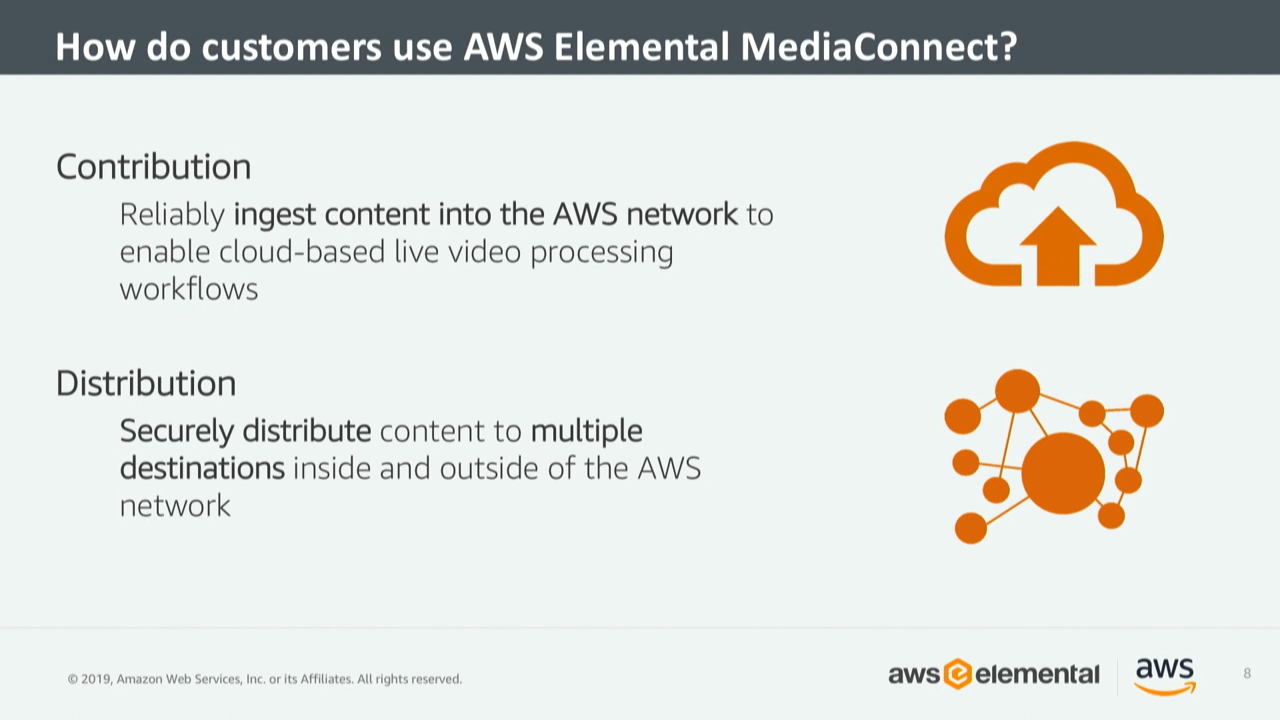 How do customers use AWS Elemental MediaConnect?
Contribution
Reliably ingest content into the AWS network to
enable cloud-based live video processing
workflows
Distribution
Securely distribute content to multiple
destinations inside and outside of the AWS
network
© 2019, Amazon Web Services, Inc. or its Affiliates. All rights reserved.
aws e elemental
aws
8